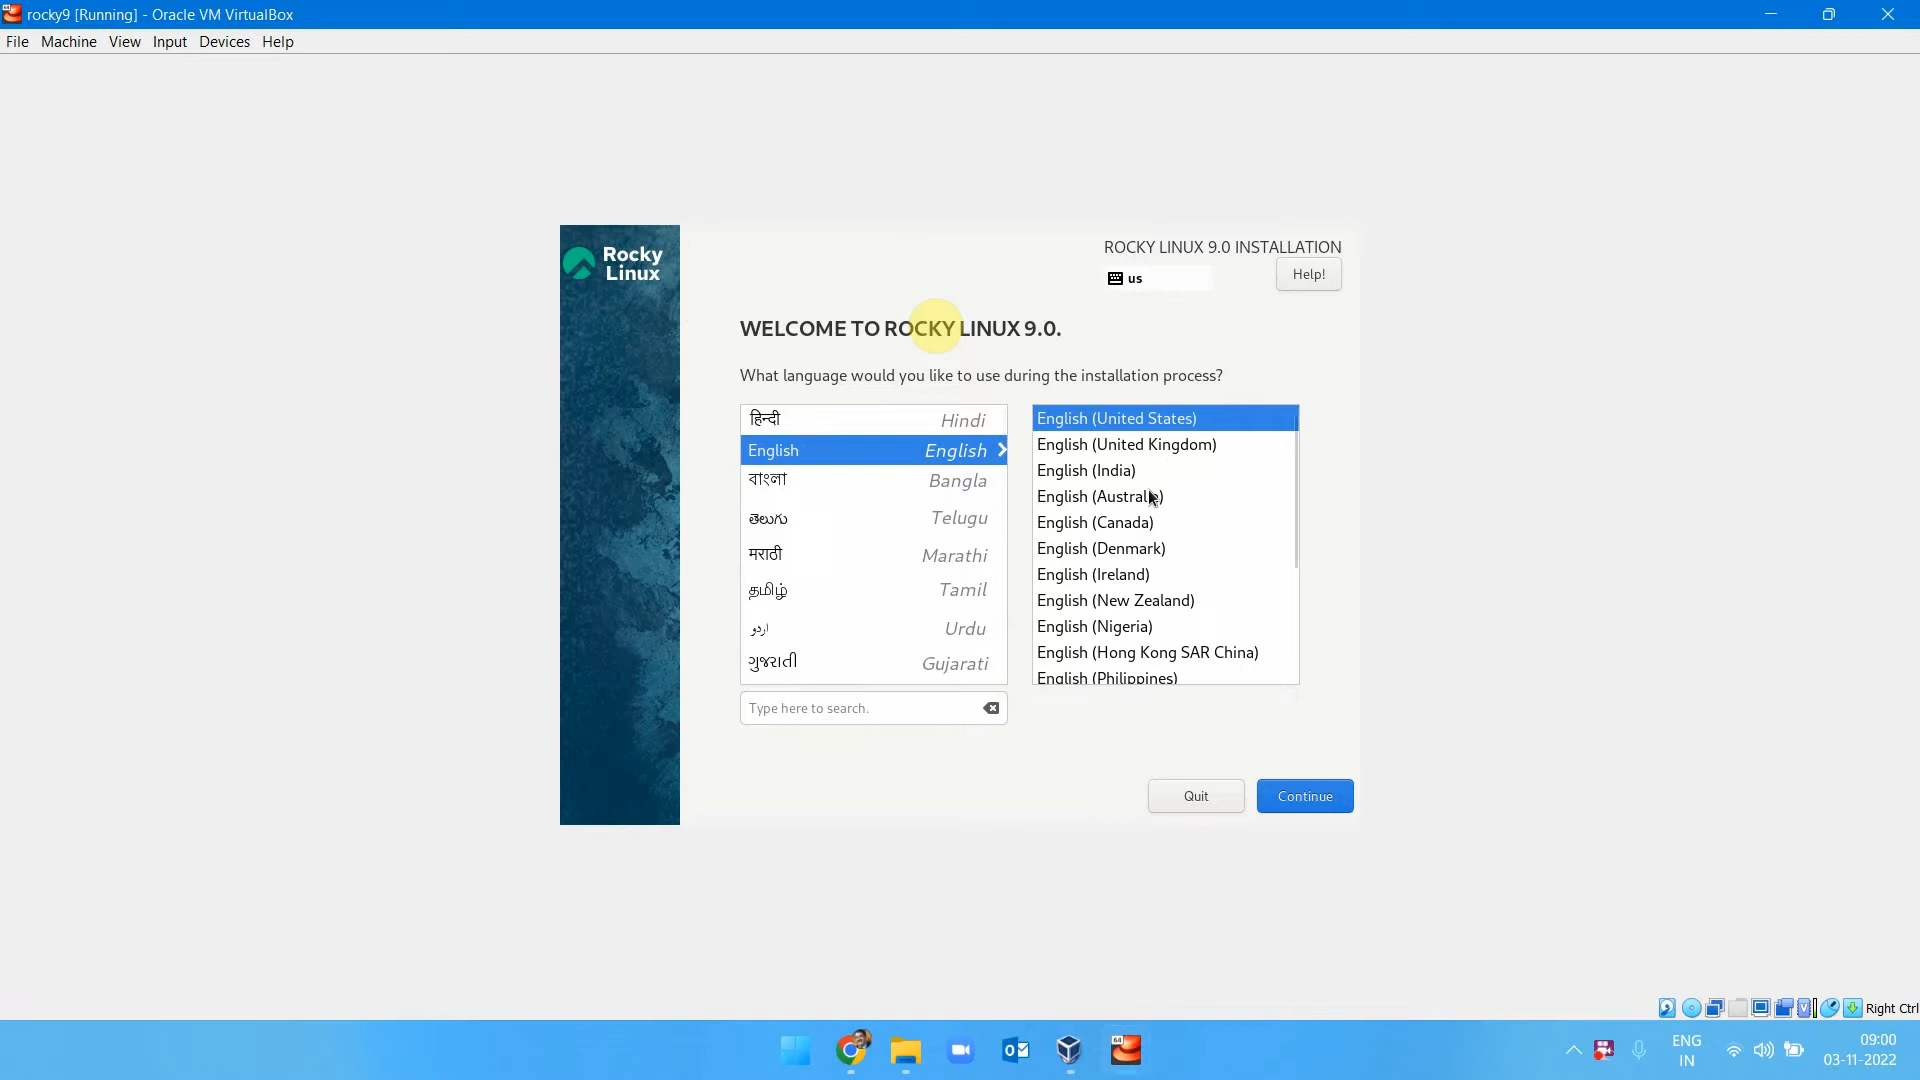 rocky9 [Running] - Oracle VM VirtualBox
File Machine View Input Devices Help
Rocky
Linux
ROCKY LINUX 9.0 INSTALLATION
us
Help!
WELCOME TO ROCKY LINUX 9.0.
What language would you like to use during the installation process?
हिन्दी Hindi
English English
বাংলা Bangla
తెలుగు Telugu
मराठी Marathi
தமிழ் Tamil
اردو Urdu
ગુજરાતી Gujarati
Type here to search.
English (United States)
English (United Kingdom)
English (India)
English (Australia)
English (Canada)
English (Denmark)
English (Ireland)
English (New Zealand)
English (Nigeria)
English (Hong Kong SAR China)
English (Philippines)
Quit
Continue
Right Ctrl
64
ENG
IN
09:00
03-11-2022